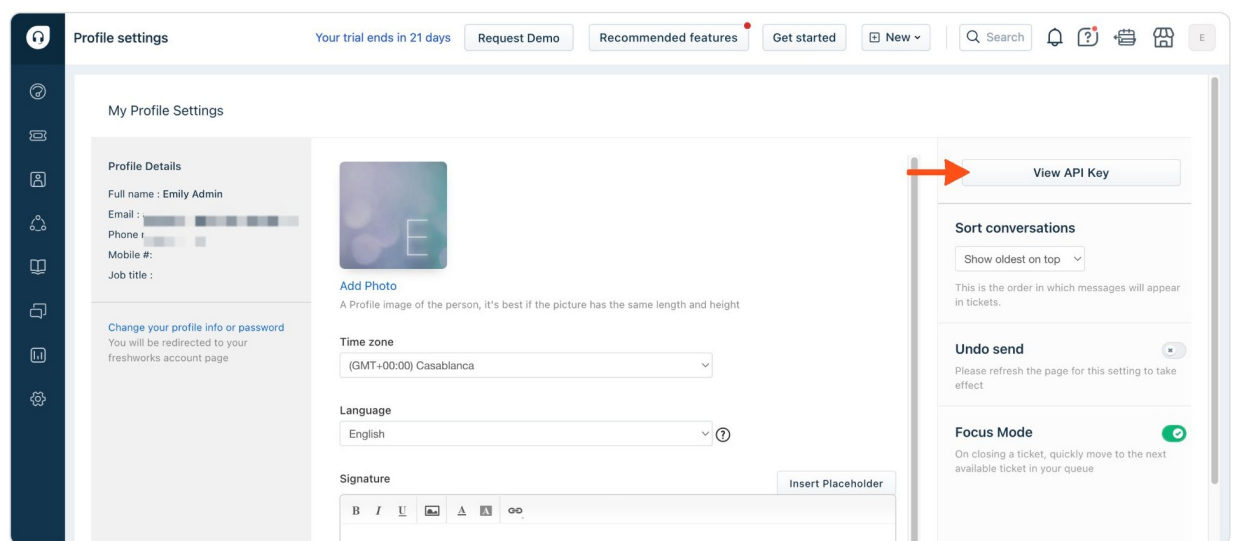 Profile settings
Your trial ends in 21 days
Request Demo
Recommended features
Get started
New
Search
E
My Profile Settings
Profile Details
Full name : Emily Admin
Email :
Phone
Mobile #:
Job title :
Change your profile info or password
You will be redirected to your
freshworks account page
E
Add Photo
A Profile image of the person, it's best if the picture has the same length and height
Time zone
(GMT+00:00) Casablanca
Language
English
Signature
Insert Placeholder
B I U A A
View API Key
Sort conversations
Show oldest on top
This is the order in which messages will appear
in tickets.
Undo send
Please refresh the page for this setting to take
effect
Focus Mode
On closing a ticket, quickly move to the next
available ticket in your queue